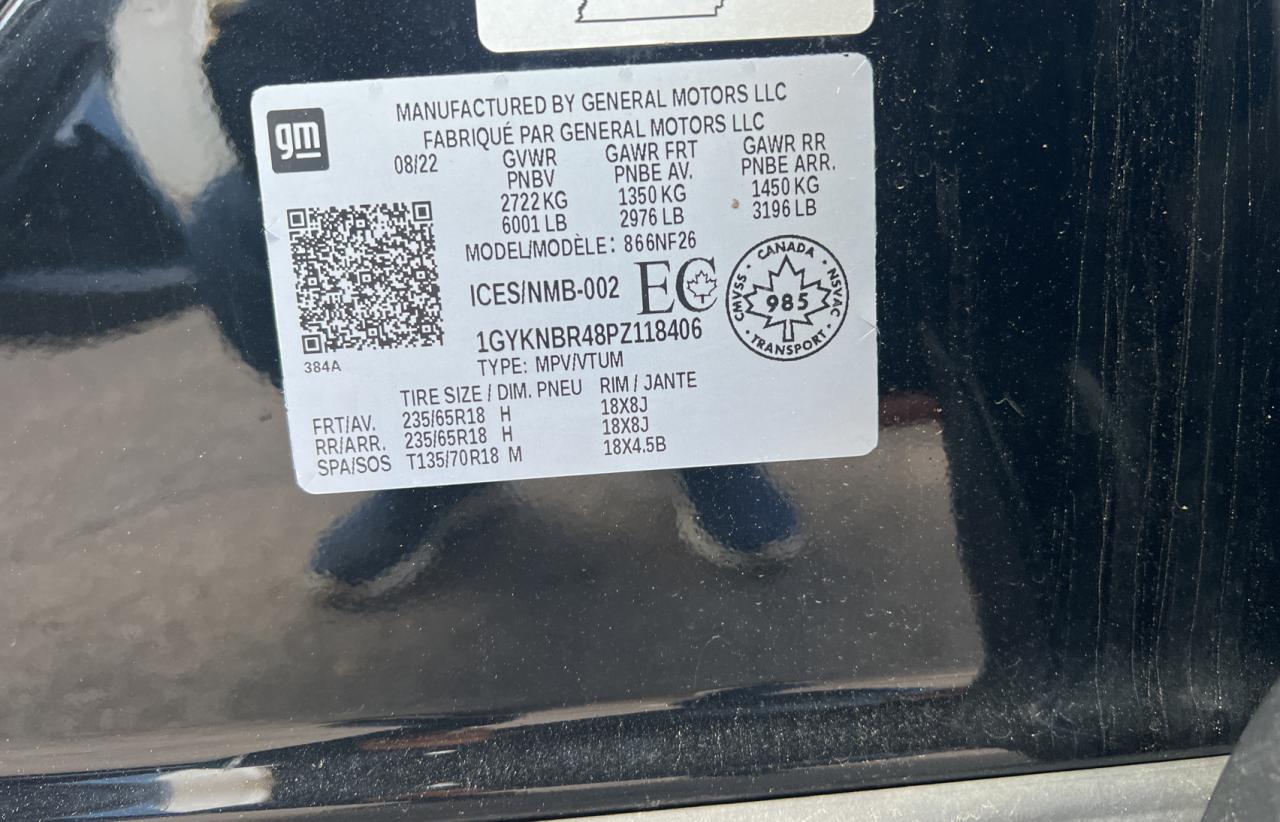 MANUFACTURED BY GENERAL MOTORS LLC
FABRIQUÉ PAR GENERAL MOTORS LLC
gm
08/22 GVWR GAWR FRT GAWR RR
PNBV PNBE AV. PNBE ARR.
2722 KG 1350 KG 1450 KG
6001 LB 2976 LB 3196 LB
MODEL/MODÈLE: 866NF26
ICES/NMB-002 EC
CANADA
CMVSS 985 NSVAC
TRANSPORT
1GYKNBR48PZ118406
384A
TYPE: MPV/VTUM
TIRE SIZE / DIM. PNEU RIM / JANTE
FRT/AV. 235/65R18 H 18X8J
RR/ARR. 235/65R18 H 18X8J
SPA/SOS T135/70R18 M 18X4.5B